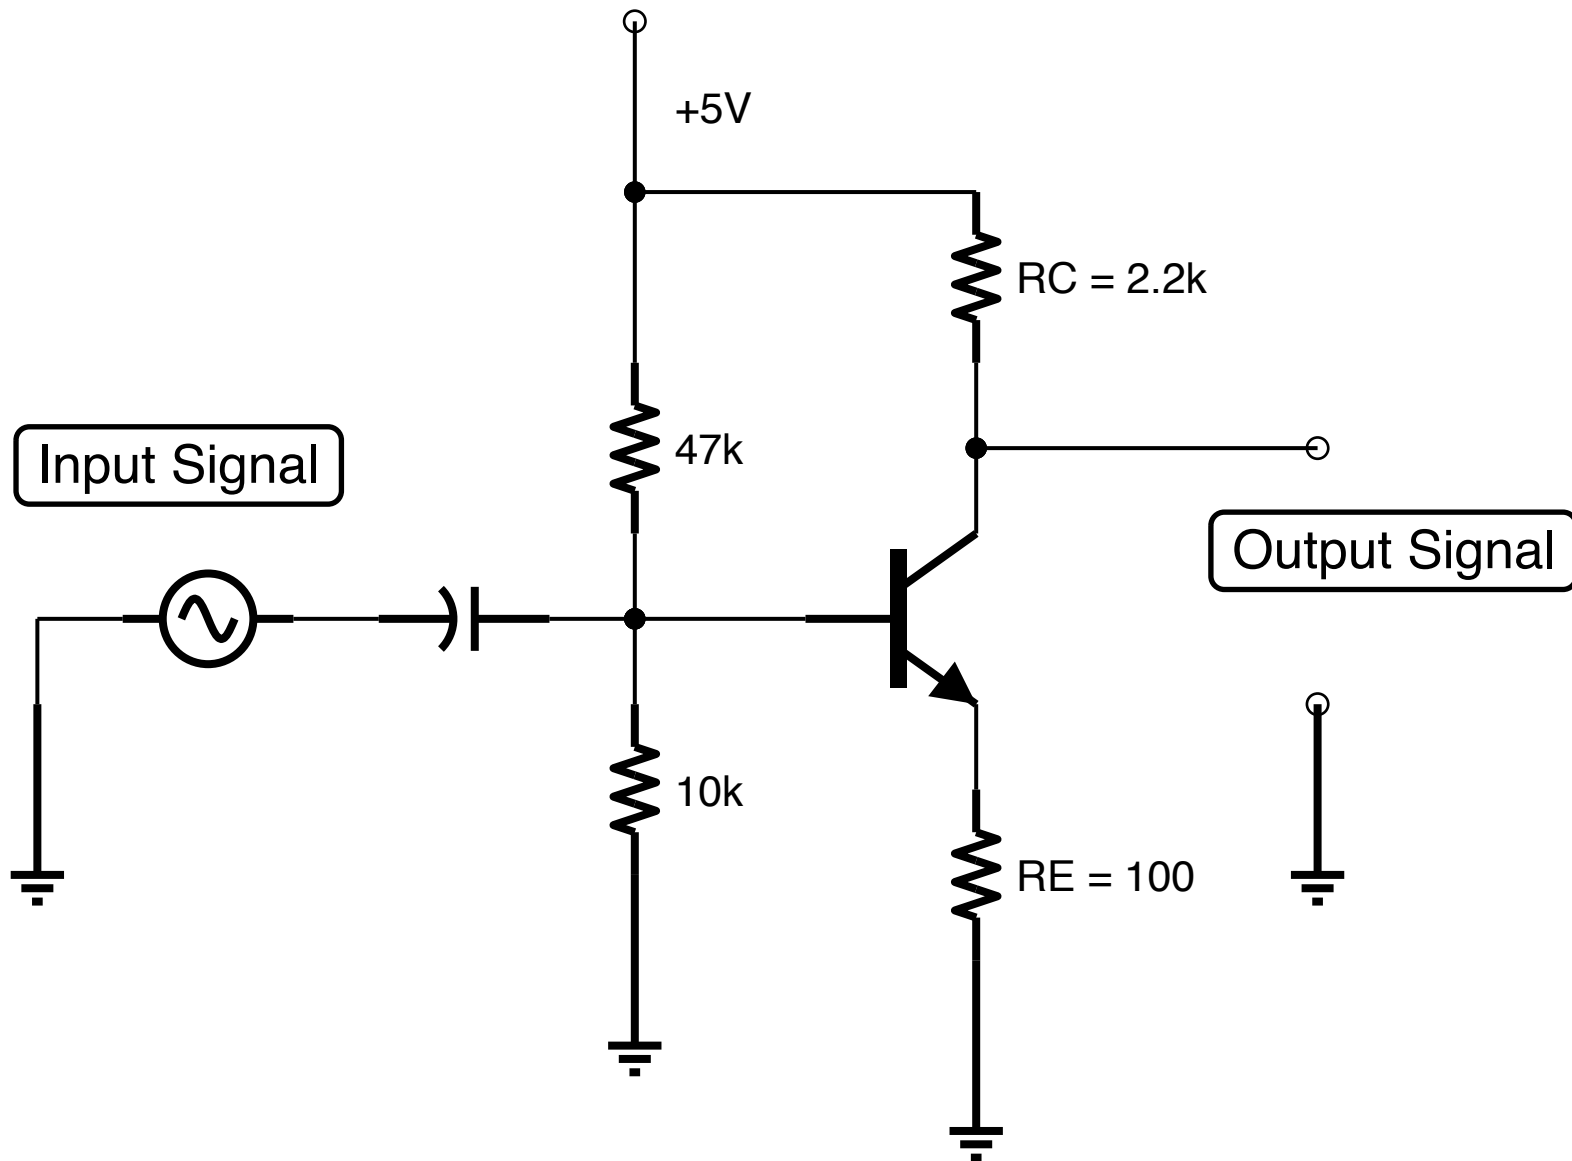 +5V
RC = 2.2k
47k
Input Signal
Output Signal
10k
RE = 100